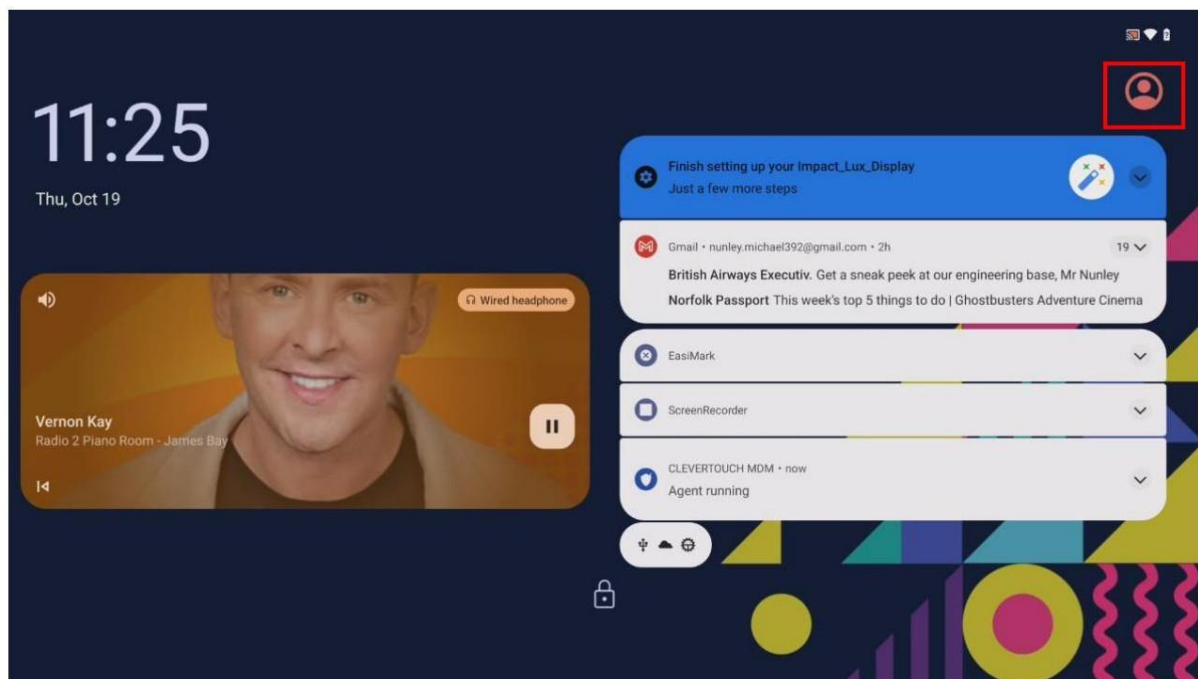 11:25
Thu, Oct 19
Wired headphone
Vernon Kay
Radio 2 Piano Room - James Bay
Finish setting up your Impact_Lux_Display
Just a few more steps
Gmail • nunley.michael392@gmail.com • 2h
19
British Airways Executiv. Get a sneak peek at our engineering base, Mr Nunley
Norfolk Passport This week's top 5 things to do | Ghostbusters Adventure Cinema
EasiMark
ScreenRecorder
CLEVERTOUCH MDM • now
Agent running